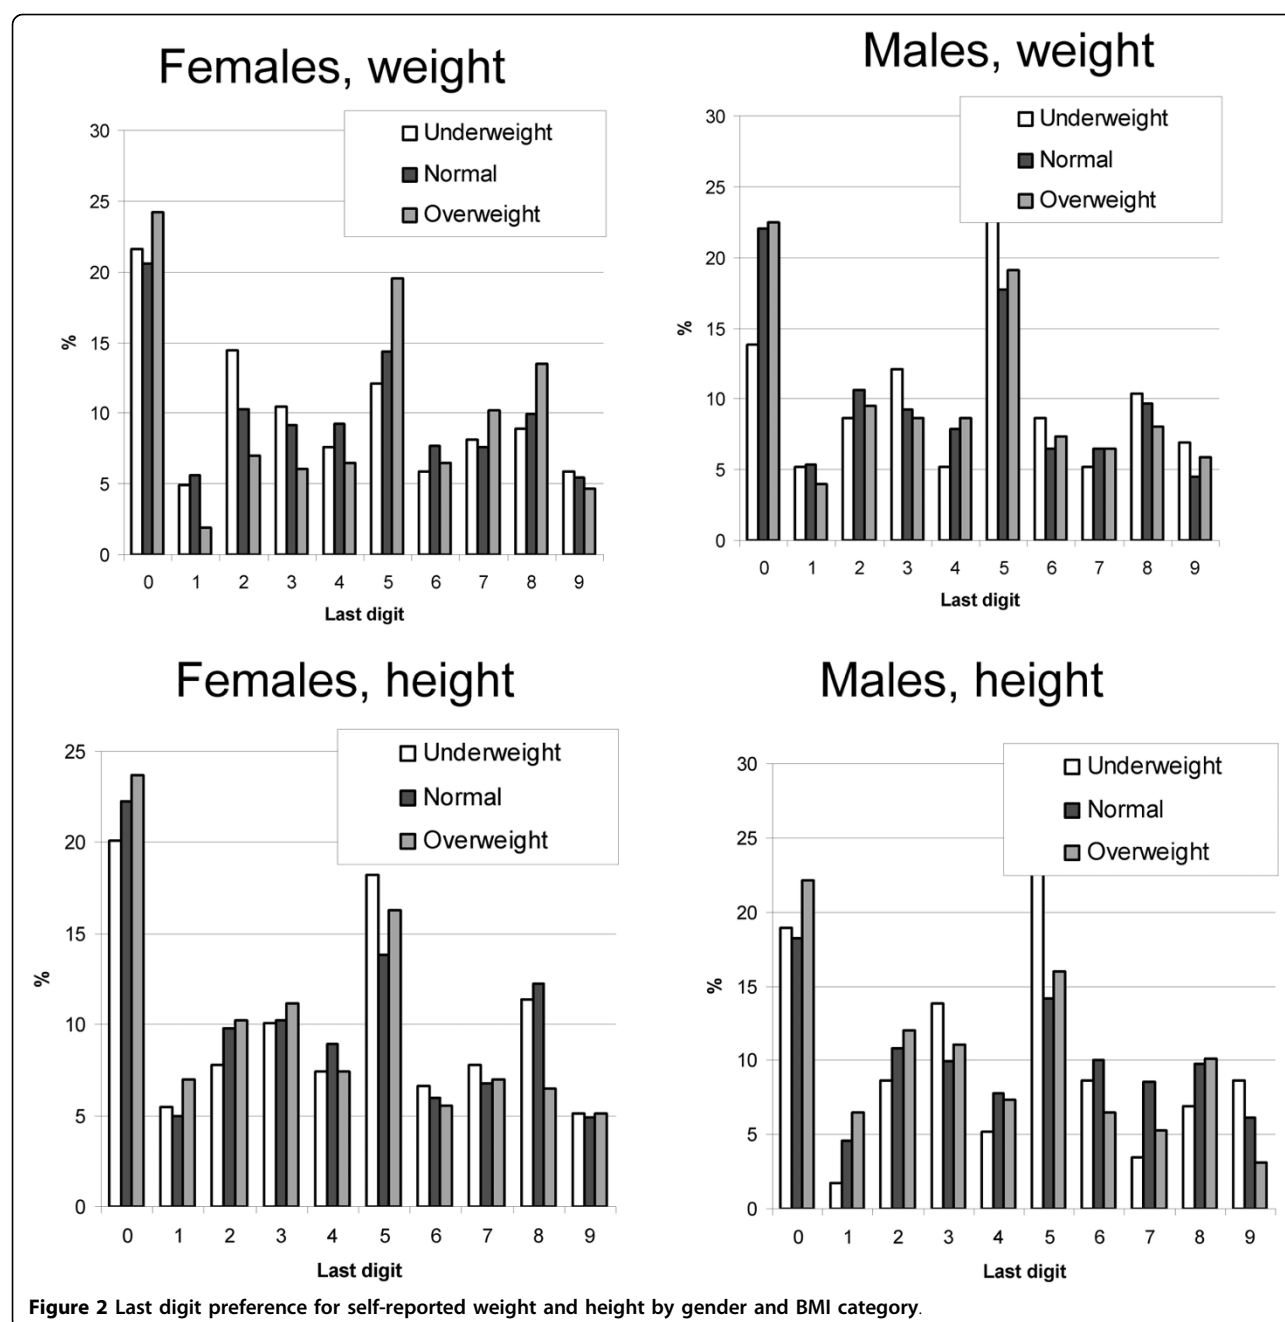 Females, weight
Underweight
Normal
Overweight
30
25
20
15
10
5
0
%
0 1 2 3 4 5 6 7 8 9
Last digit
Males, weight
Underweight
Normal
Overweight
30
25
20
15
10
5
0
%
0 1 2 3 4 5 6 7 8 9
Last digit
Females, height
Underweight
Normal
Overweight
25
20
15
10
5
0
%
0 1 2 3 4 5 6 7 8 9
Last digit
Males, height
Underweight
Normal
Overweight
30
25
20
15
10
5
0
%
0 1 2 3 4 5 6 7 8 9
Last digit
Figure 2 Last digit preference for self-reported weight and height by gender and BMI category.